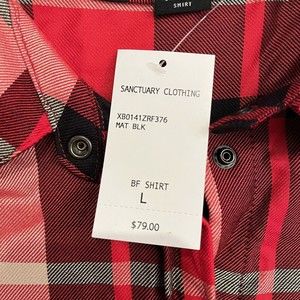 SHIRT
SANCTUARY CLOTHING
XB0141ZRF376
MAT BLK
BF SHIRT
L
$79.00